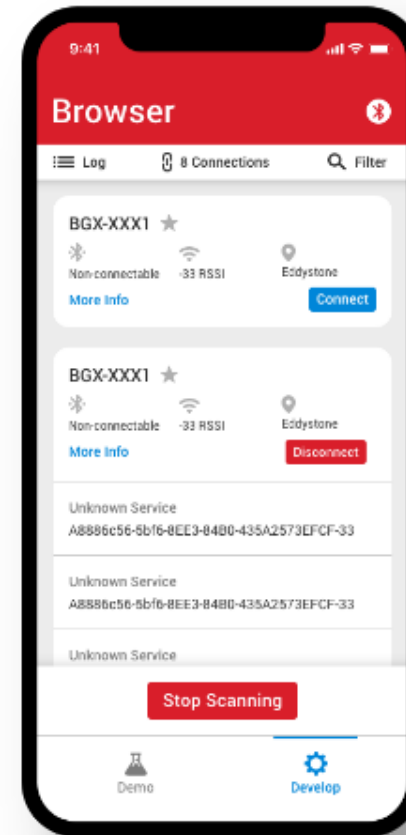 9:41
Browser
Log 8 Connections Filter
BGX-XXX1
Non-connectable -33 RSSI Eddystone
More Info Connect
BGX-XXX1
Non-connectable -33 RSSI Eddystone
More Info Disconnect
Unknown Service
A8886c56-5bf6-8EE3-84B0-435A2573EFCF-33
Unknown Service
A8886c56-5bf6-8EE3-84B0-435A2573EFCF-33
Unknown Service
Stop Scanning
Demo Develop